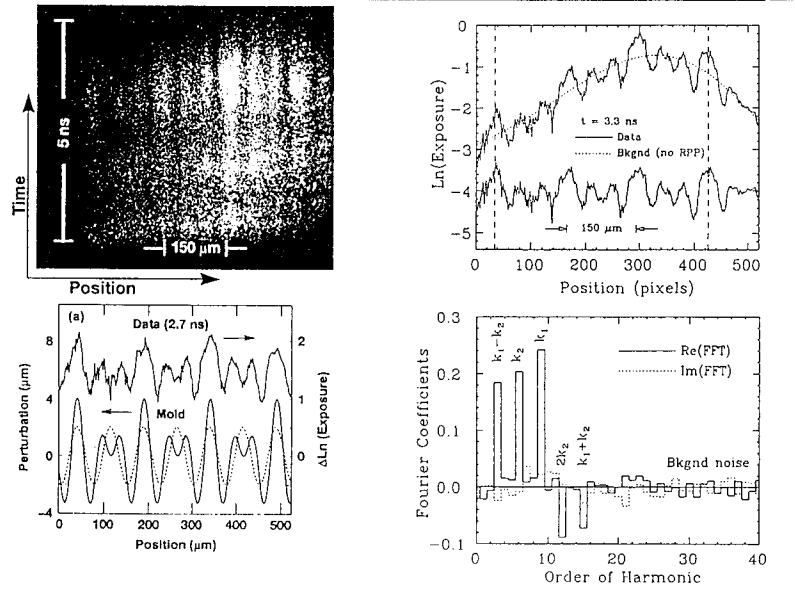 Time
5 ns
150 µm
Position
Ln(Exposure)
0
-1
-2
-3
-4
-5
t = 3.3 ns
Data
Bkgnd (no RPP)
150 µm
0 100 200 300 400 500
Position (pixels)
(a)
Data (2.7 ns)
Mold
Perturbation (µm)
8
4
0
-4
2
1
0
ΔLn (Exposure)
0 100 200 300 400 500
Position (µm)
Fourier Coefficients
0.3
0.2
0.1
0.0
-0.1
k₁-k₂
k₂
k₁
2k₂
k₁+k₂
Re(FFT)
Im(FFT)
Bkgnd noise
0 10 20 30 40
Order of Harmonic